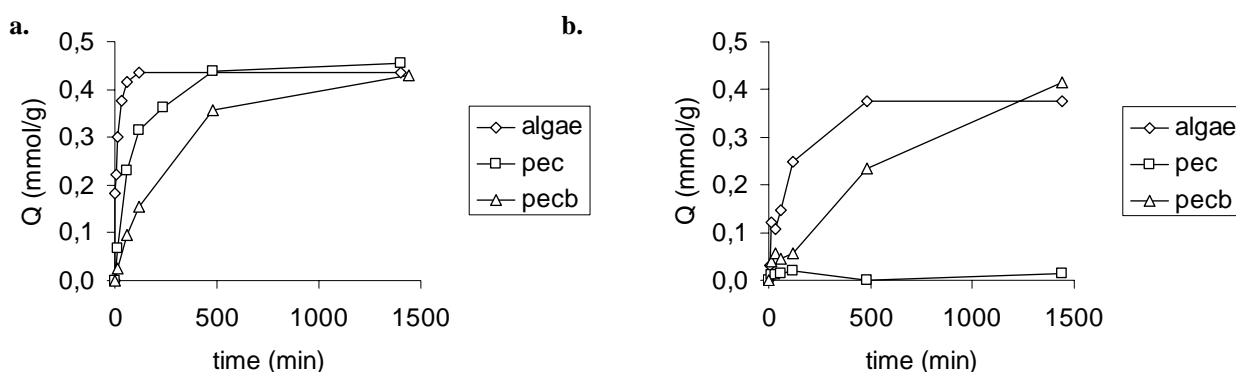 a.
0,5
0,4
0,3
0,2
0,1
0,0
Q (mmol/g)
0 500 1000 1500
time (min)
algae
pec
pecb
b.
0,5
0,4
0,3
0,2
0,1
0,0
Q (mmol/g)
0 500 1000 1500
time (min)
algae
pec
pecb